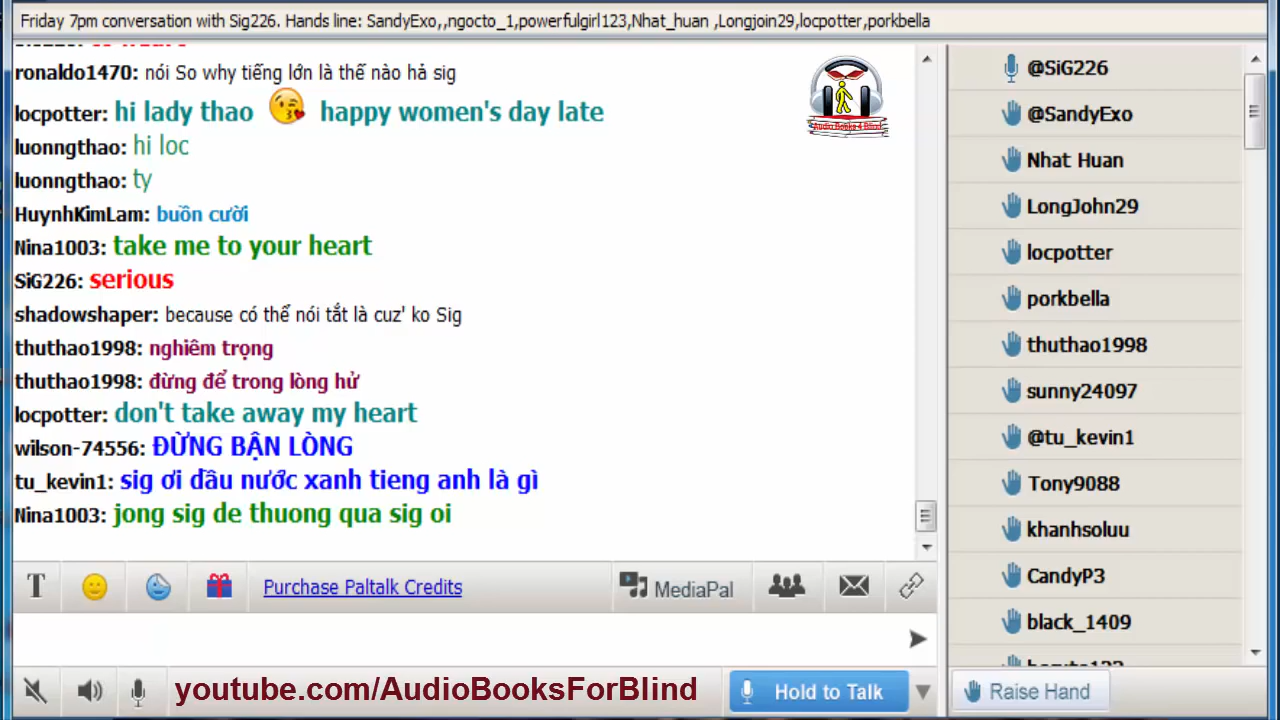 Friday 7pm conversation with Sig226. Hands line: SandyExo,,ngocto_1,powerfulgirl123,Nhat_huan ,Longjoin29,locpotter,porkbella
ronaldo1470: nói So why tiếng lớn là thế nào hả sig
locpotter: hi lady thao happy women's day late
luonngthao: hi loc
luonngthao: ty
HuynhKimLam: buồn cười
Nina1003: take me to your heart
SiG226: serious
shadowshaper: because có thể nói tắt là cuz' ko Sig
thuthao1998: nghiêm trọng
thuthao1998: đừng để trong lòng hử
locpotter: don't take away my heart
wilson-74556: ĐỪNG BẬN LÒNG
tu_kevin1: sig ơi dầu nước xanh tieng anh là gì
Nina1003: jong sig de thuong qua sig oi
Audio Books 4 Blind
@SiG226
@SandyExo
Nhat Huan
LongJohn29
locpotter
porkbella
thuthao1998
sunny24097
@tu_kevin1
Tony9088
khanhsoluu
CandyP3
black_1409
T
Purchase Paltalk Credits
MediaPal
youtube.com/AudioBooksForBlind
Hold to Talk
Raise Hand